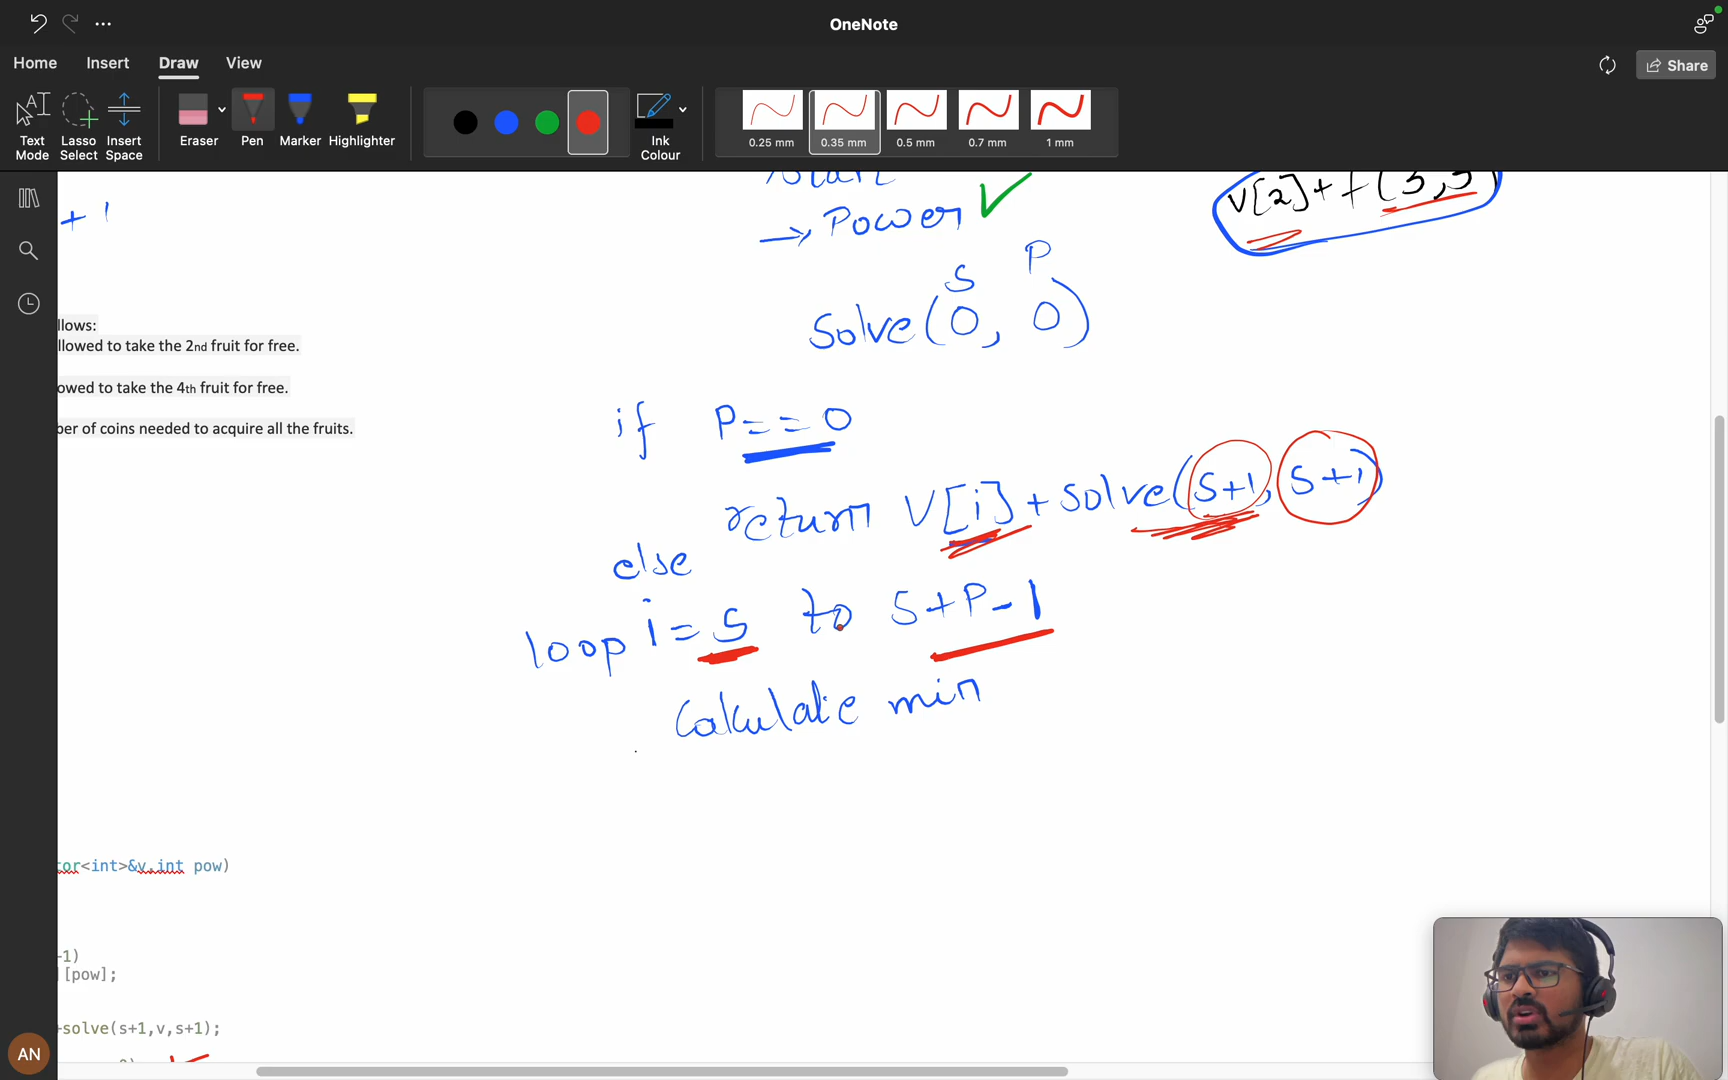 OneNote
Home Insert Draw View
Share
Text Mode
Lasso Select
Insert Space
Eraser
Pen
Marker
Highlighter
Ink Colour
0.25 mm
0.35 mm
0.5 mm
0.7 mm
1 mm
+ 1
→ Power ✓
S P
Solve(0, 0)
llows:
llowed to take the 2nd fruit for free.
owed to take the 4th fruit for free.
ber of coins needed to acquire all the fruits.
if P==0
return V[i] + solve(S+1, S+1)
else
loop i = S to S+P-1
Calculate min
tor<int>&v,int pow)
-1)
][pow];
solve(s+1,v,s+1);
AN